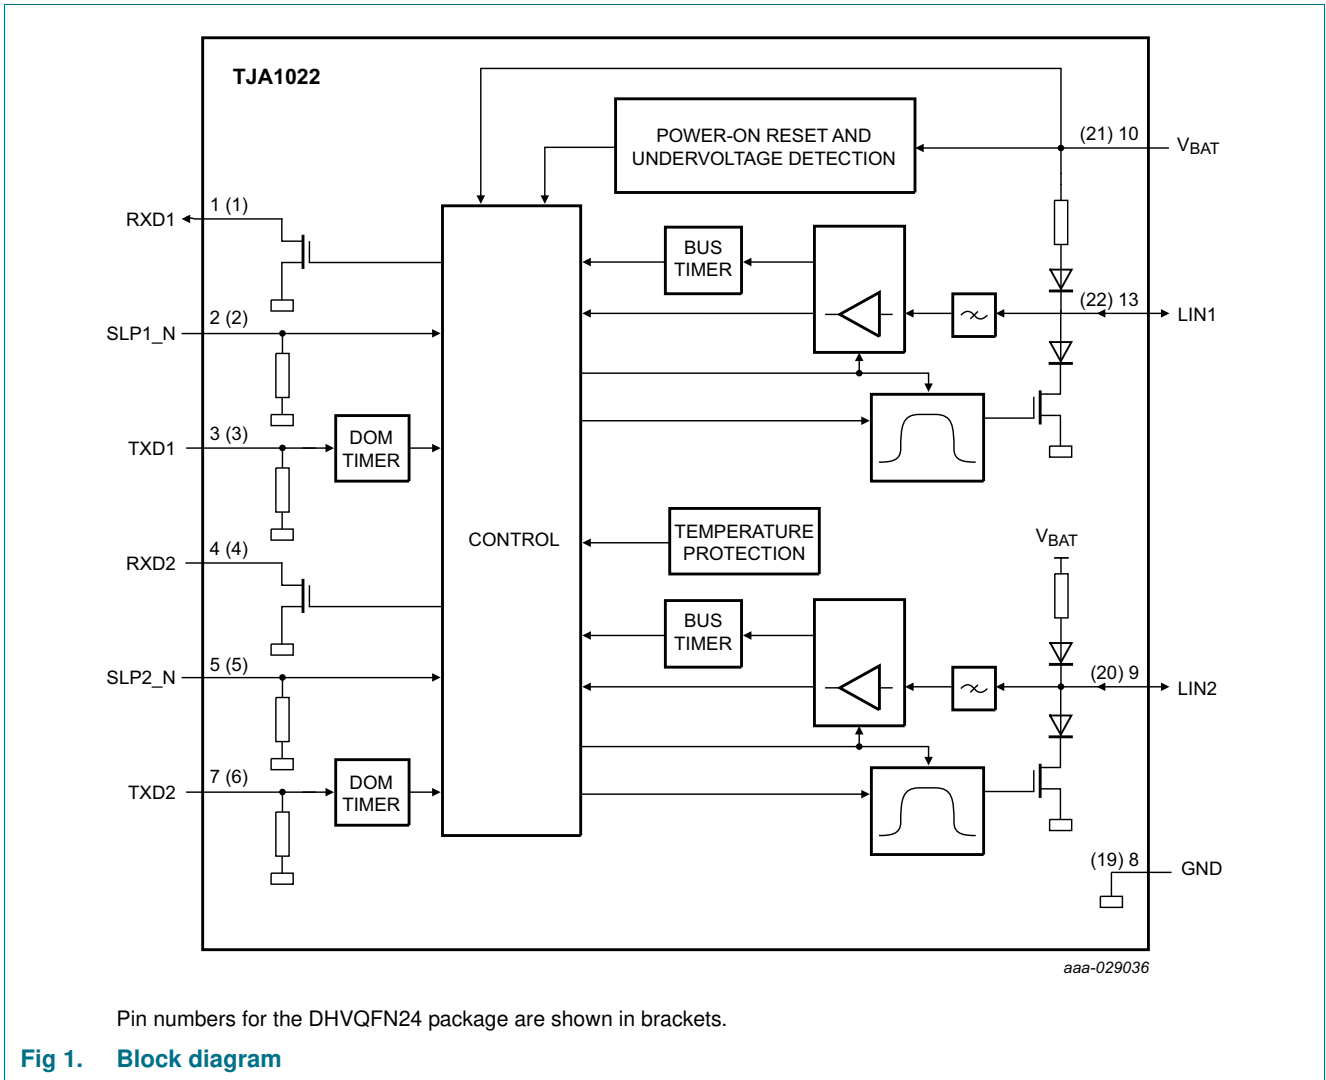 TJA1022
POWER-ON RESET AND
UNDERVOLTAGE DETECTION
(21) 10
VBAT
1 (1)
RXD1
BUS
TIMER
2 (2)
SLP1_N
(22) 13
LIN1
3 (3)
TXD1
DOM
TIMER
CONTROL
TEMPERATURE
PROTECTION
VBAT
4 (4)
RXD2
BUS
TIMER
5 (5)
SLP2_N
(20) 9
LIN2
7 (6)
TXD2
DOM
TIMER
(19) 8
GND
aaa-029036
Pin numbers for the DHVQFN24 package are shown in brackets.
Fig 1. Block diagram